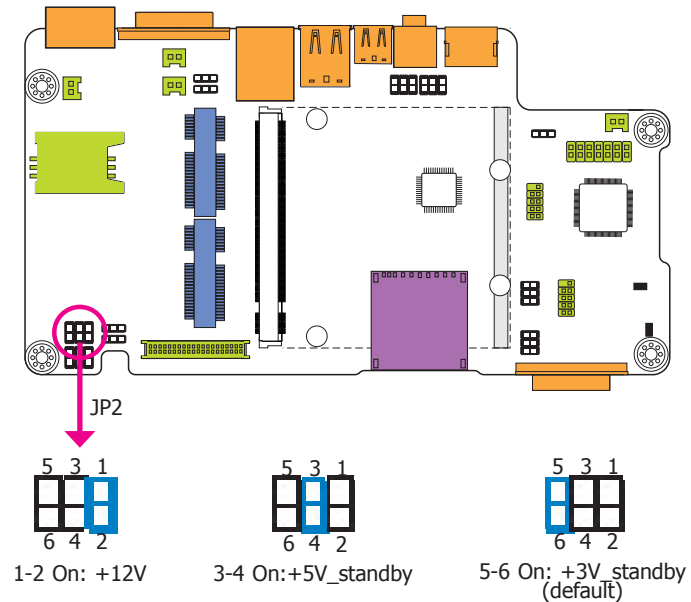 JP2
5 3 1
6 4 2
1-2 On: +12V
5 3 1
6 4 2
3-4 On:+5V_standby
5 3 1
6 4 2
5-6 On: +3V_standby
(default)